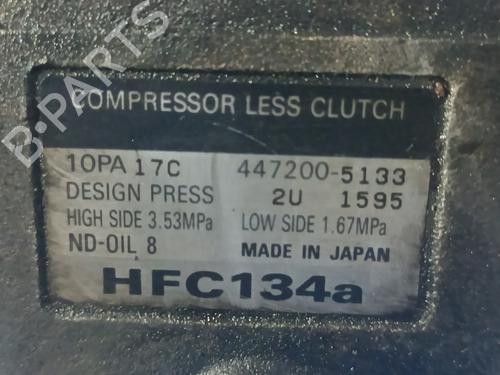 B-PARTS
COMPRESSOR LESS CLUTCH
10PA 17C 447200-5133
DESIGN PRESS 2U 1595
HIGH SIDE 3.53MPa LOW SIDE 1.67MPa
ND-OIL 8 MADE IN JAPAN
HFC134a